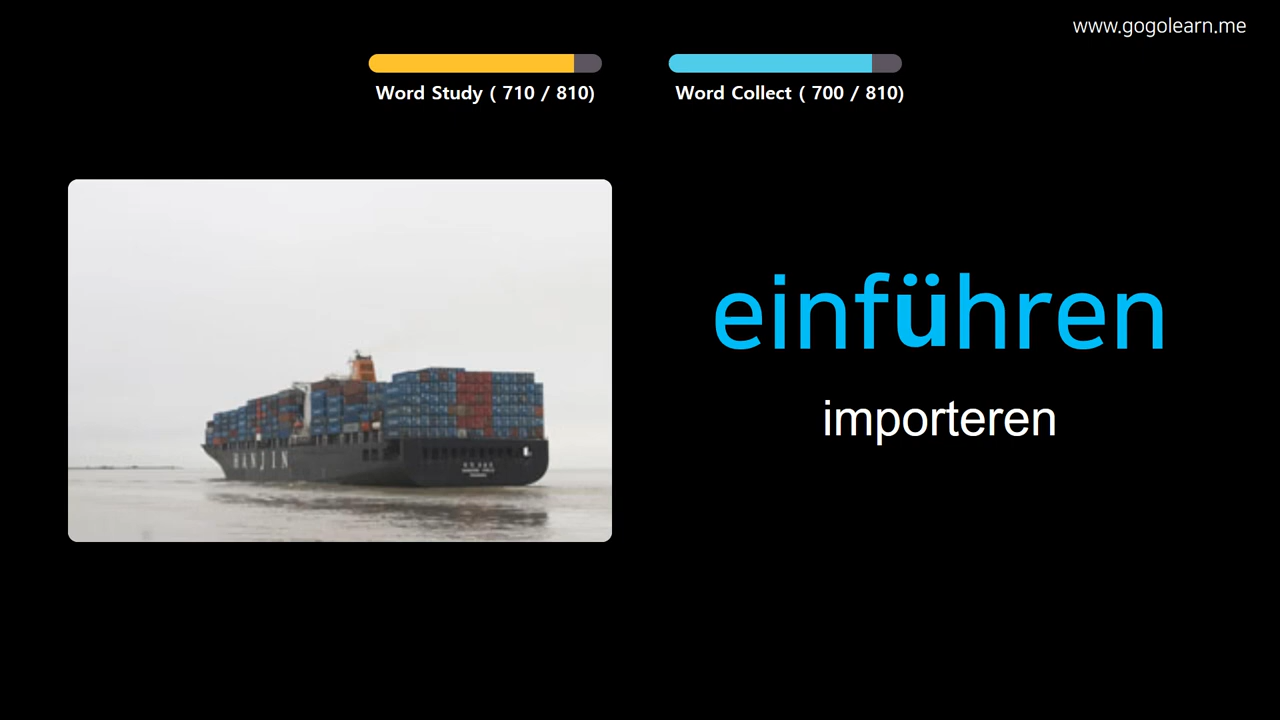 www.gogolearn.me
Word Study ( 710 / 810)
Word Collect ( 700 / 810)
einführen
importeren
HANJIN